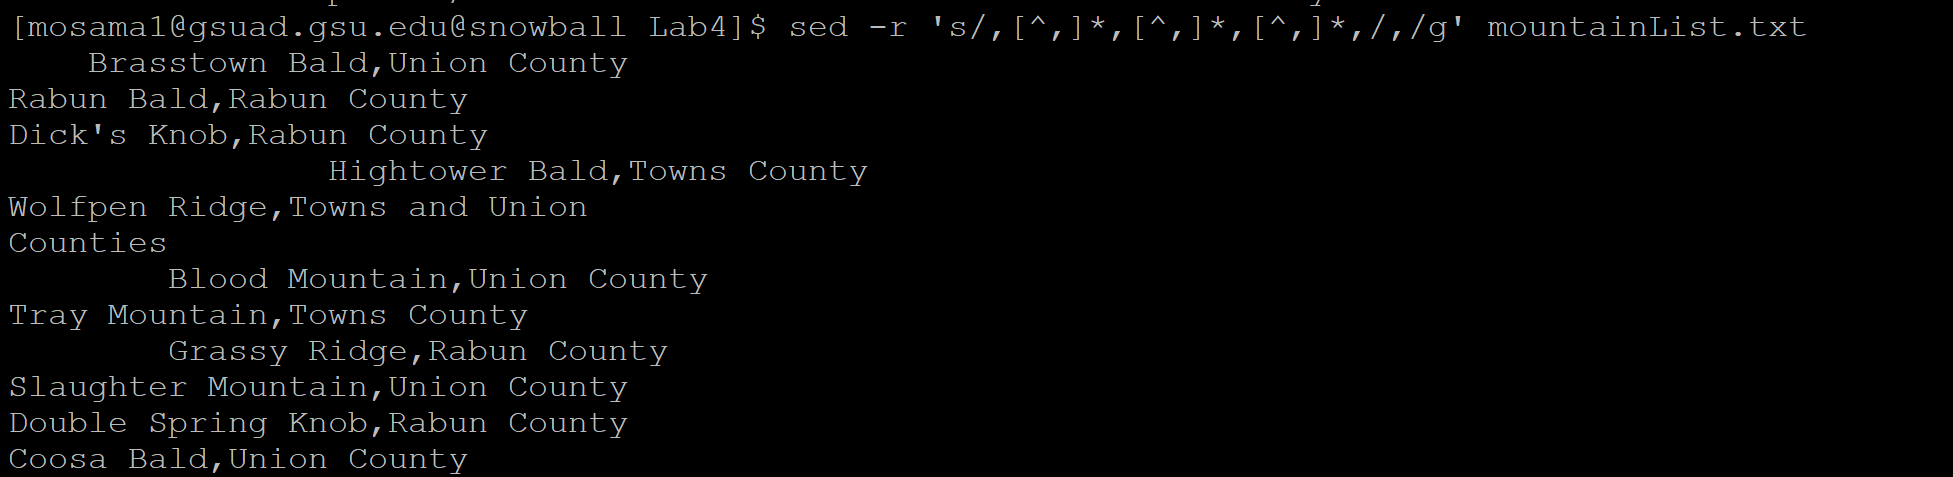 [mosama1@gsuad.gsu.edu@snowball Lab4]$ sed -r 's/,[^,]*,[^,]*,[^,]*,/,/g' mountainList.txt
    Brasstown Bald,Union County
Rabun Bald,Rabun County
Dick's Knob,Rabun County
                Hightower Bald,Towns County
Wolfpen Ridge,Towns and Union
Counties
        Blood Mountain,Union County
Tray Mountain,Towns County
        Grassy Ridge,Rabun County
Slaughter Mountain,Union County
Double Spring Knob,Rabun County
Coosa Bald,Union County